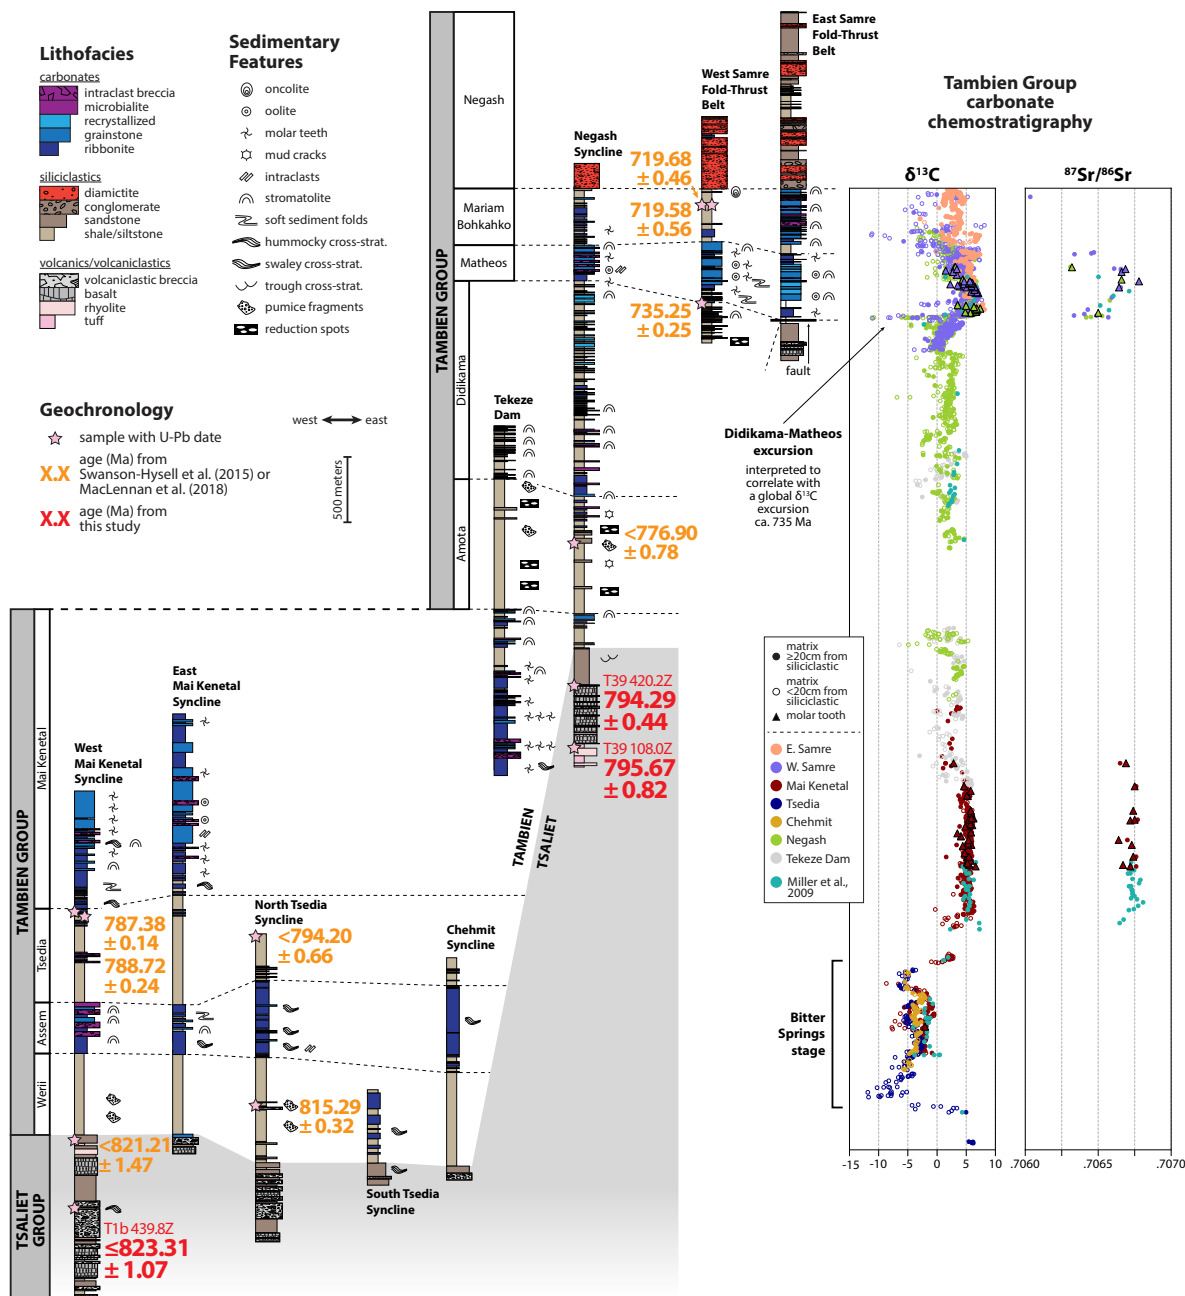 Lithofacies
carbonates
intraclast breccia
microbialite
recrystallized
grainstone
ribbonite
siliciclastics
diamictite
conglomerate
sandstone
shale/siltstone
volcanics/volcaniclastics
volcaniclastic breccia
basalt
rhyolite
tuff
Sedimentary
Features
oncolite
oolite
molar teeth
mud cracks
intraclasts
stromatolite
soft sediment folds
hummocky cross-strat.
swaley cross-strat.
trough cross-strat.
pumice fragments
reduction spots
Geochronology
sample with U-Pb date
X.X age (Ma) from
Swanson-Hysell et al. (2015) or
MacLennan et al. (2018)
X.X age (Ma) from
this study
west east
500 meters
TAMBIEN GROUP
Negash
Mariam
Bohkahko
Matheos
Didikama
Amota
Tekeze
Dam
Negash
Syncline
West Samre
Fold-Thrust
Belt
East Samre
Fold-Thrust
Belt
719.68
± 0.46
719.58
± 0.56
735.25
± 0.25
fault
<776.90
± 0.78
T39 420.2Z
794.29
± 0.44
T39 108.0Z
795.67
± 0.82
TAMBIEN
TSALIET
Didikama-Matheos
excursion
interpreted to
correlate with
a global δ13C
excursion
ca. 735 Ma
TAMBIEN GROUP
Mai Kenetal
Tsedia
Assem
Werii
TSALIET
GROUP
West
Mai Kenetal
Syncline
East
Mai Kenetal
Syncline
North Tsedia
Syncline
Chehmit
Syncline
South Tsedia
Syncline
787.38
± 0.14
788.72
± 0.24
<794.20
± 0.66
815.29
± 0.32
<821.21
± 1.47
T1b 439.8Z
≤823.31
± 1.07
Tambien Group
carbonate
chemostratigraphy
δ13C
87Sr/86Sr
matrix
≥20cm from
siliciclastic
matrix
<20cm from
siliciclastic
molar tooth
E. Samre
W. Samre
Mai Kenetal
Tsedia
Chehmit
Negash
Tekeze Dam
Miller et al.,
2009
Bitter
Springs
stage
-15 -10 -5 0 5 10
.7060 .7065 .7070